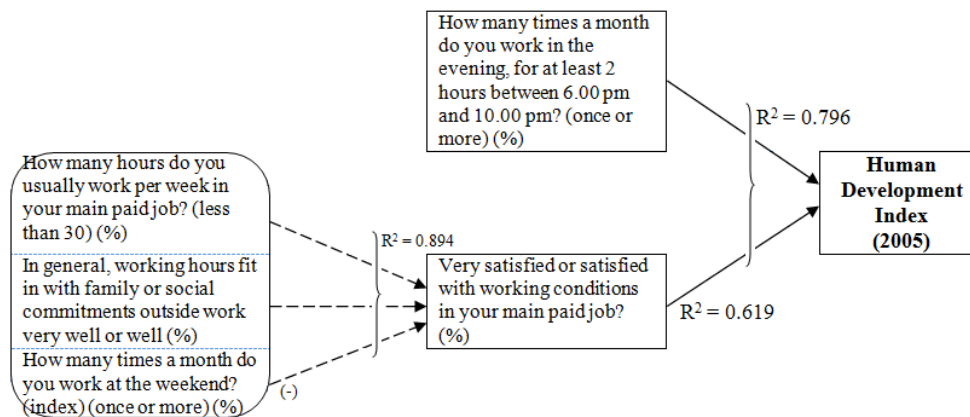 How many times a month
do you work in the
evening, for at least 2
hours between 6.00 pm
and 10.00 pm? (once or
more) (%)
R² = 0.796
Human
Development
Index
(2005)
How many hours do you
usually work per week in
your main paid job? (less
than 30) (%)
In general, working hours fit
in with family or social
commitments outside work
very well or well (%)
How many times a month do
you work at the weekend?
(index) (once or more) (%)
(-)
R² = 0.894
Very satisfied or satisfied
with working conditions
in your main paid job?
(%)
R² = 0.619